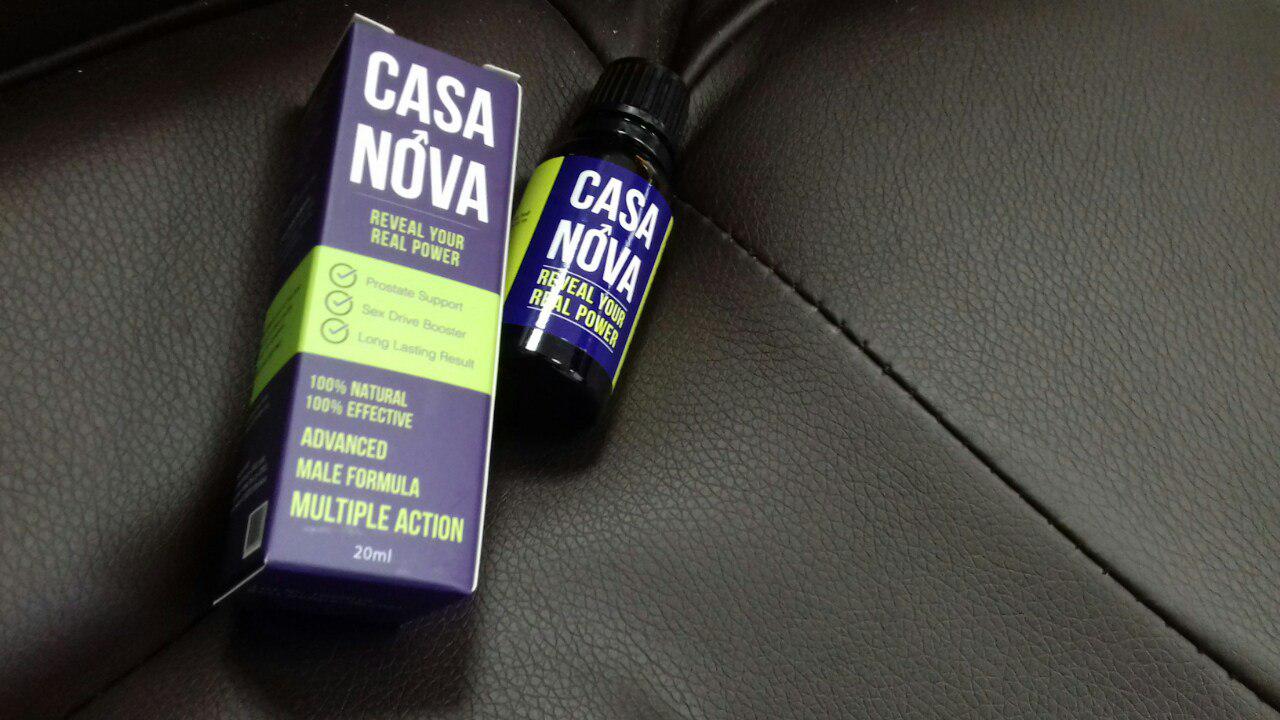 CASA
NOVA
REVEAL YOUR
REAL POWER
Prostate Support
Sex Drive Booster
Long Lasting Result
100% NATURAL
100% EFFECTIVE
ADVANCED
MALE FORMULA
MULTIPLE ACTION
20ml
CASA
NOVA
REVEAL YOUR
REAL POWER